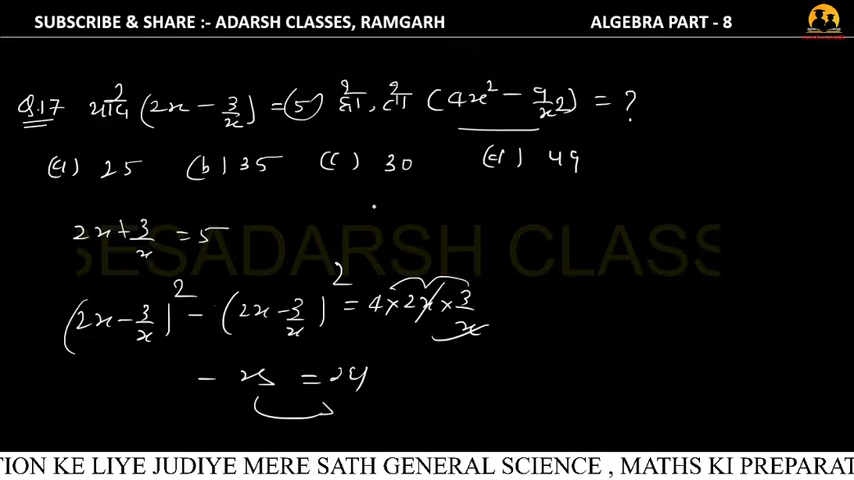 SUBSCRIBE & SHARE :- ADARSH CLASSES, RAMGARH
ALGEBRA PART - 8
Q.17 यदि (2x - 3/x) = 5 है, तो (4x² - 9/x2) = ?
(a) 25 (b) 35 (c) 30 (d) 49
2x + 3/x = 5
(2x - 3/x)² - (2x - 3/x)² = 4 × 2x × 3/x
- 25 = 24
ESADARSH CLASS
TION KE LIYE JUDIYE MERE SATH GENERAL SCIENCE , MATHS KI PREPARAT